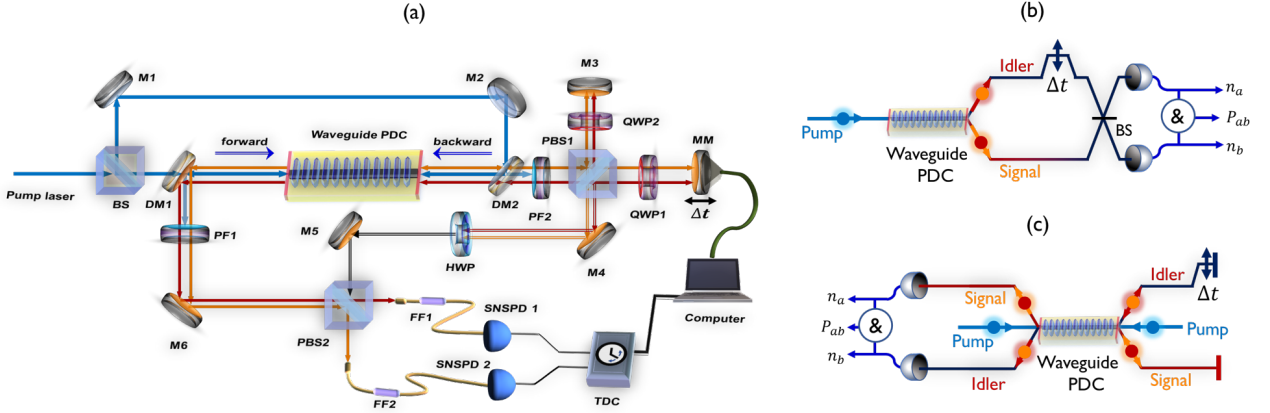 (a)
M1
M2
M3
QWP2
Waveguide PDC
forward
backward
PBS1
MM
Pump laser
BS
DM1
DM2
PF2
QWP1
Δt
PF1
M5
HWP
M4
M6
PBS2
FF1
SNSPD 1
SNSPD 2
FF2
TDC
Computer
(b)
Idler
Δt
Pump
Waveguide
PDC
Signal
BS
&
n_a
P_ab
n_b
(c)
Idler
Δt
Signal
n_a
P_ab
n_b
&
Pump
Pump
Idler
Waveguide
PDC
Signal